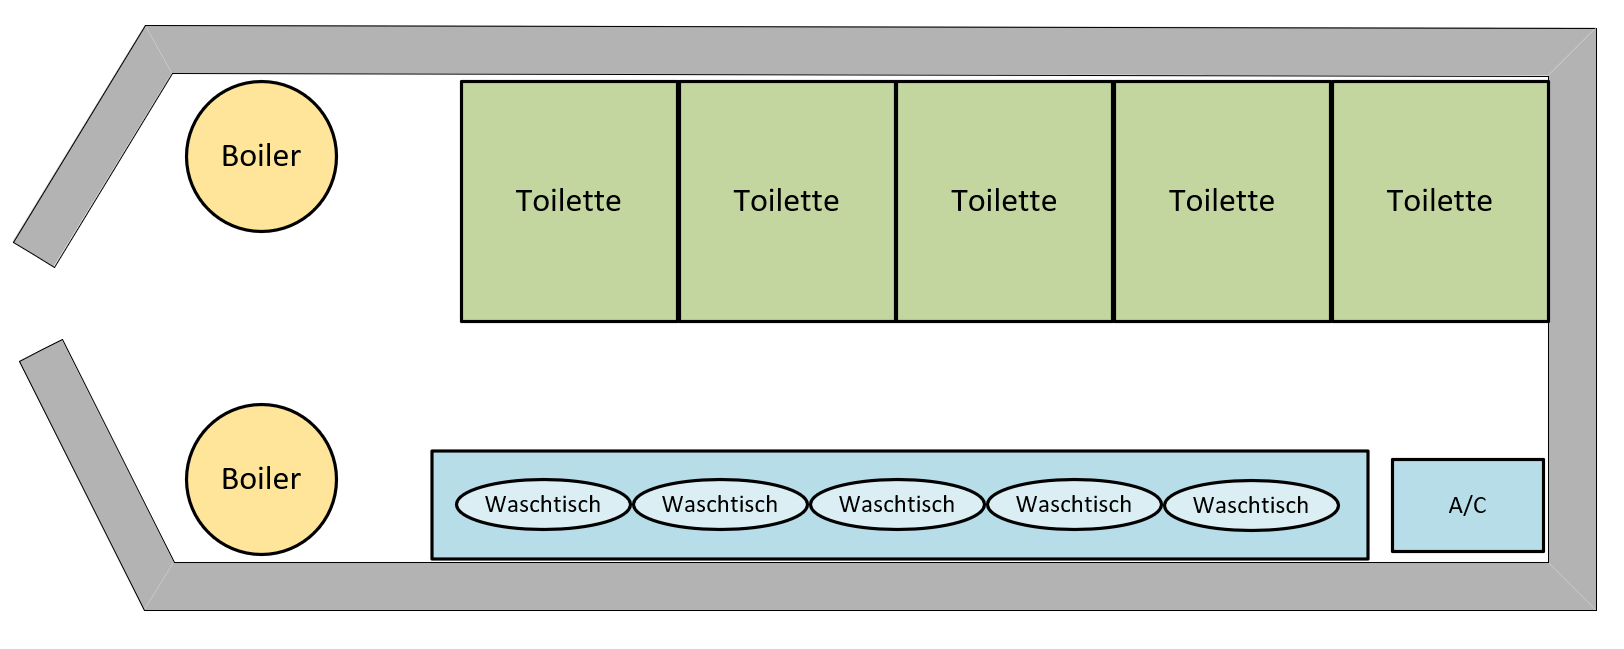 Boiler
Toilette
Toilette
Toilette
Toilette
Toilette
Boiler
Waschtisch
Waschtisch
Waschtisch
Waschtisch
Waschtisch
A/C